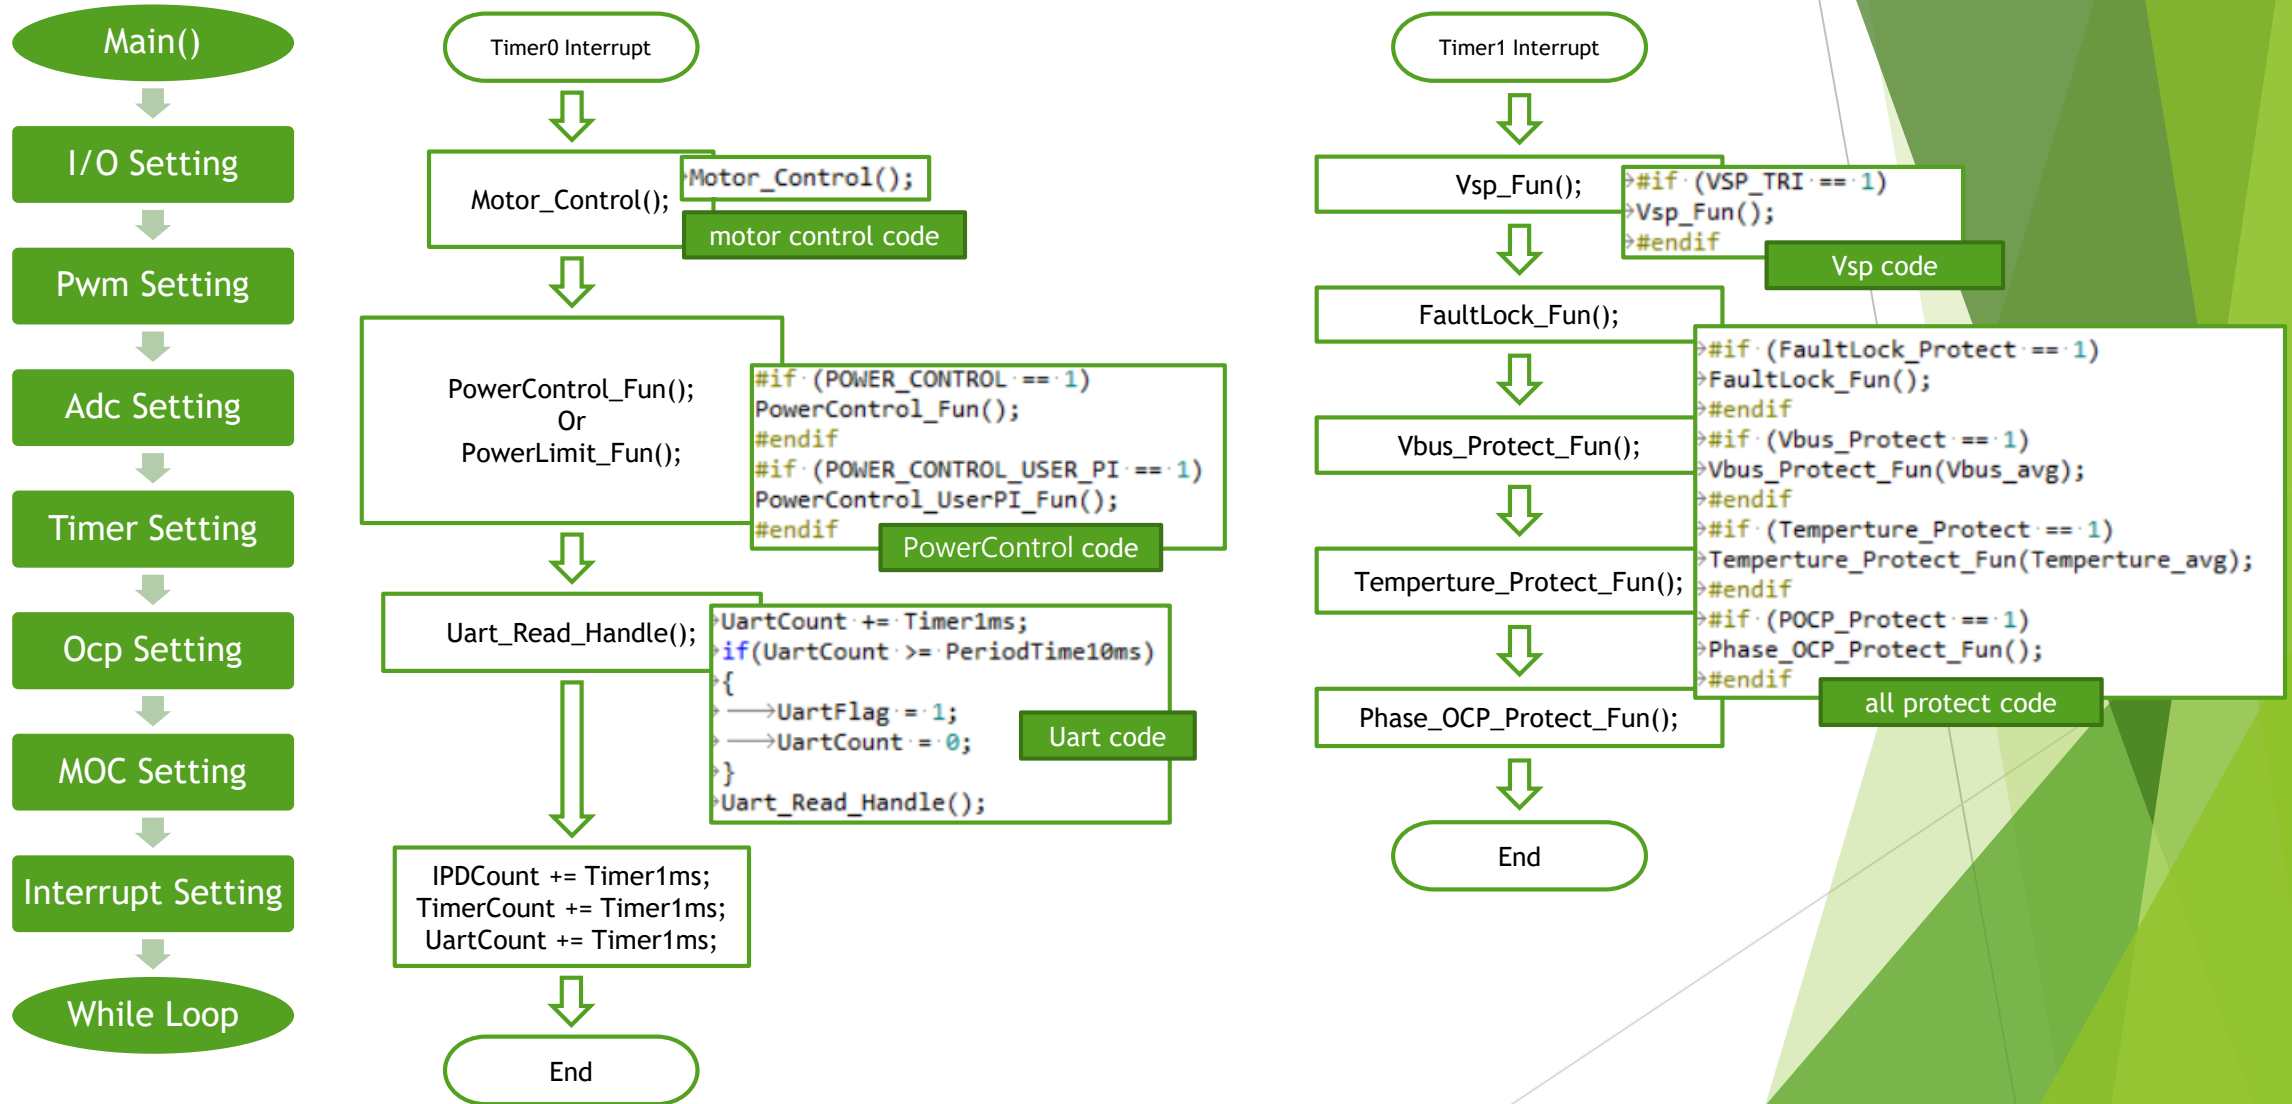 Main()
I/O Setting
Pwm Setting
Adc Setting
Timer Setting
Ocp Setting
MOC Setting
Interrupt Setting
While Loop
Timer0 Interrupt
Motor_Control();
Motor_Control();
motor control code
PowerControl_Fun();
Or
PowerLimit_Fun();
#if (POWER_CONTROL == 1)
PowerControl_Fun();
#endif
#if (POWER_CONTROL_USER_PI == 1)
PowerControl_UserPI_Fun();
#endif
PowerControl code
Uart_Read_Handle();
UartCount += Timer1ms;
if(UartCount >= PeriodTime10ms)
{
UartFlag = 1;
UartCount = 0;
}
Uart_Read_Handle();
Uart code
IPDCount += Timer1ms;
TimerCount += Timer1ms;
UartCount += Timer1ms;
End
Timer1 Interrupt
Vsp_Fun();
#if (VSP_TRI == 1)
Vsp_Fun();
#endif
Vsp code
FaultLock_Fun();
Vbus_Protect_Fun();
Temperture_Protect_Fun();
Phase_OCP_Protect_Fun();
#if (FaultLock_Protect == 1)
FaultLock_Fun();
#endif
#if (Vbus_Protect == 1)
Vbus_Protect_Fun(Vbus_avg);
#endif
#if (Temperture_Protect == 1)
Temperture_Protect_Fun(Temperture_avg);
#endif
#if (POCP_Protect == 1)
Phase_OCP_Protect_Fun();
#endif
all protect code
End